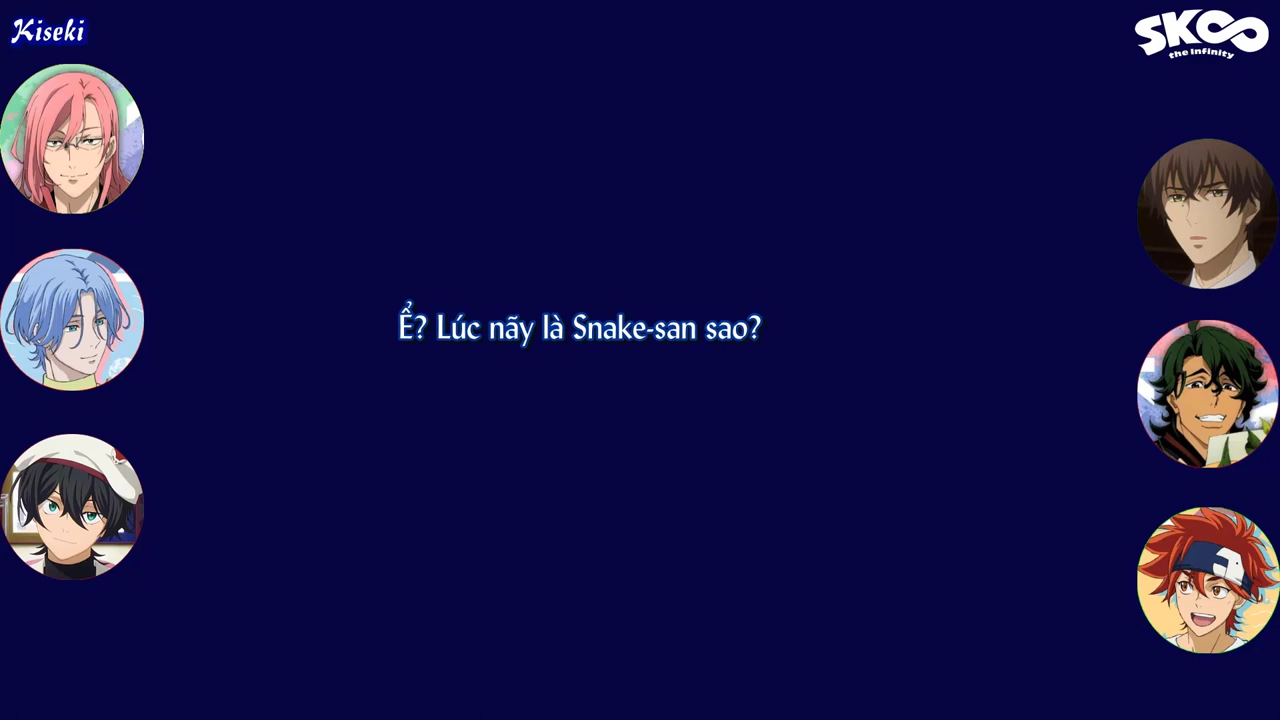 Kiseki
SK∞
the infinity
Ể? Lúc nãy là Snake-san sao?